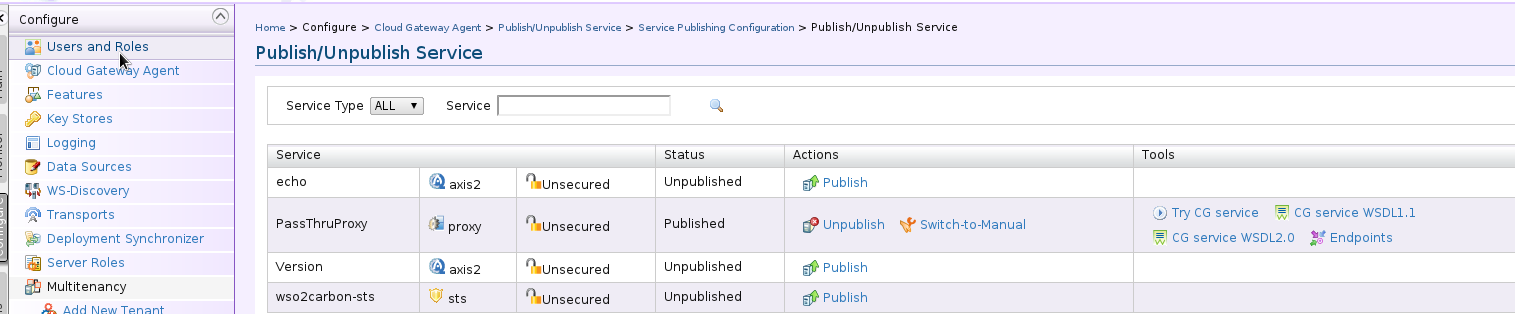 Configure
Users and Roles
Cloud Gateway Agent
Features
Key Stores
Logging
Data Sources
WS-Discovery
Transports
Deployment Synchronizer
Server Roles
Multitenancy
Add New Tenant
Home > Configure > Cloud Gateway Agent > Publish/Unpublish Service > Service Publishing Configuration > Publish/Unpublish Service
Publish/Unpublish Service
Service Type ALL Service
Service Status Actions Tools
echo axis2 Unsecured Unpublished Publish
PassThruProxy proxy Unsecured Published Unpublish Switch-to-Manual Try CG service CG service WSDL1.1
CG service WSDL2.0 Endpoints
Version axis2 Unsecured Unpublished Publish
wso2carbon-sts sts Unsecured Unpublished Publish